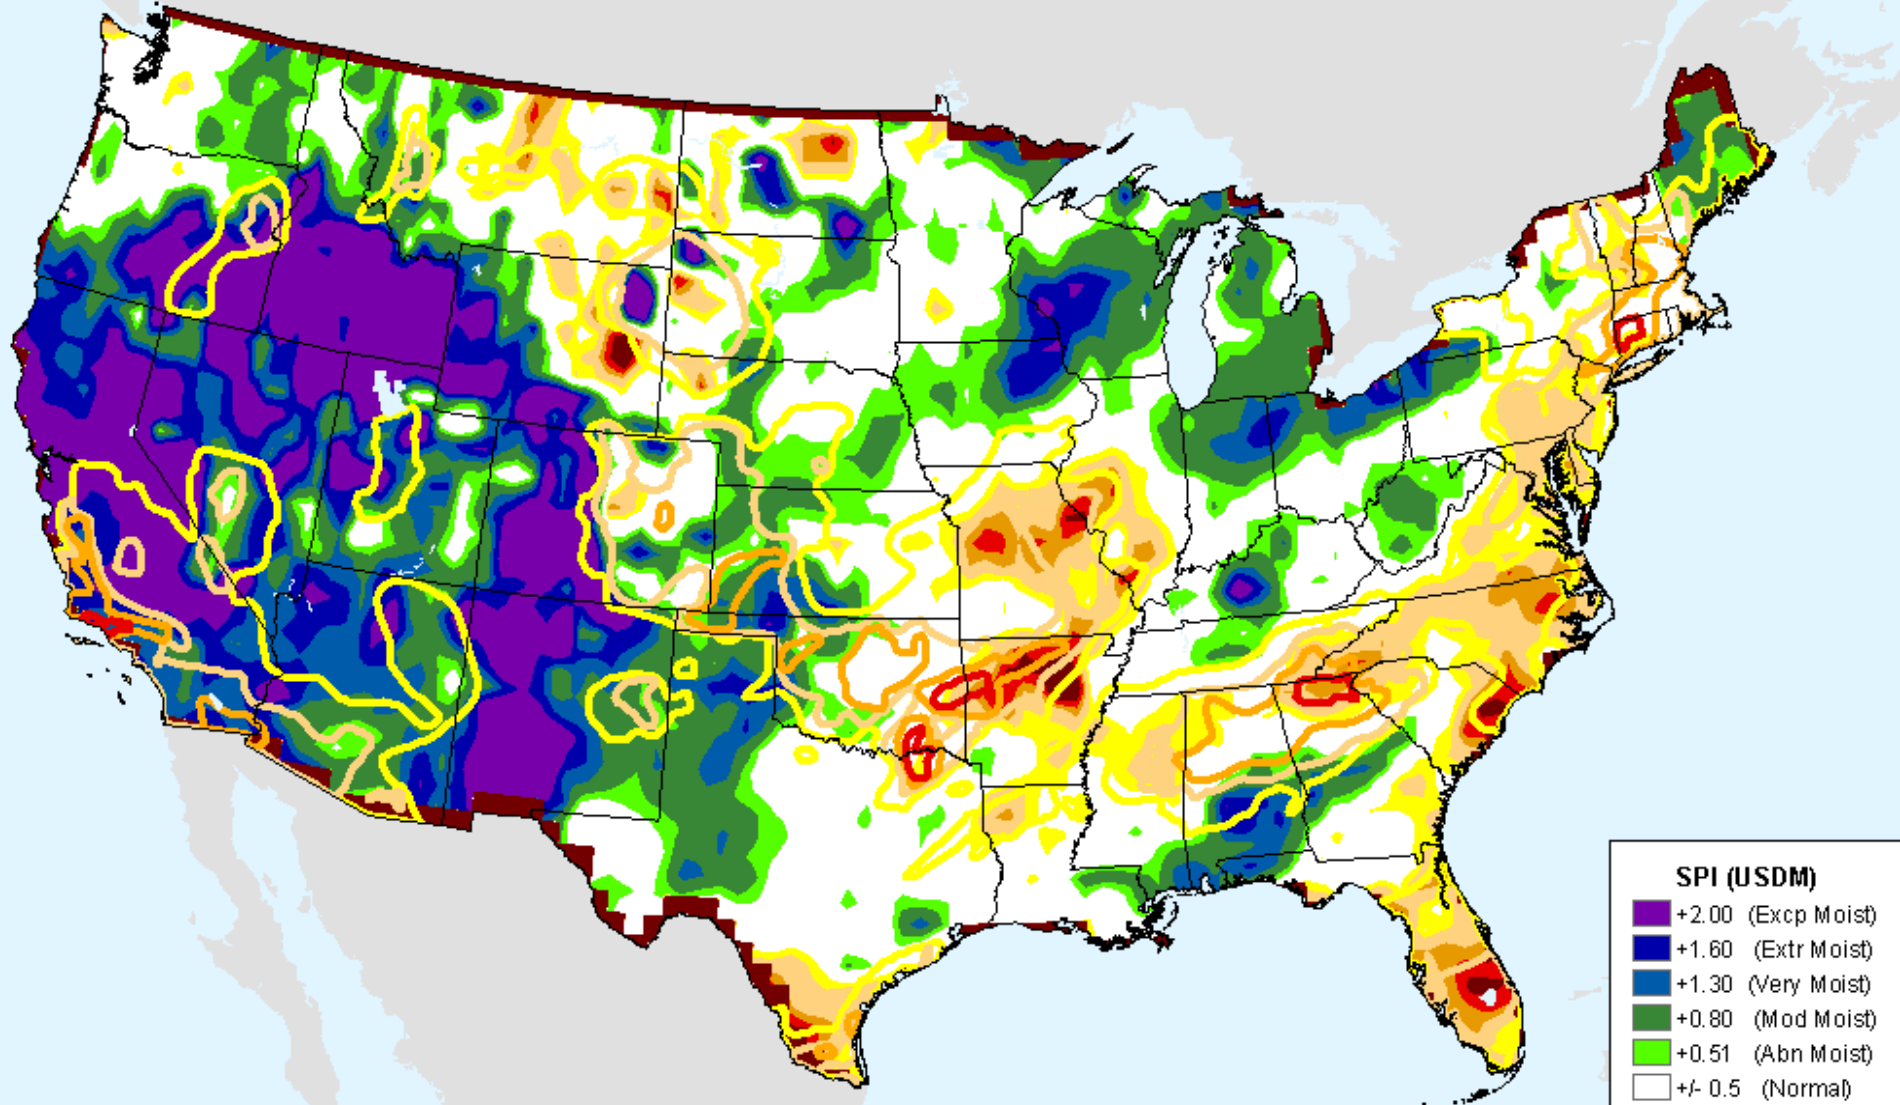 SPI (USDM)
+2.00 (Excp Moist)
+1.60 (Extr Moist)
+1.30 (Very Moist)
+0.80 (Mod Moist)
+0.51 (Abn Moist)
+/- 0.5 (Normal)